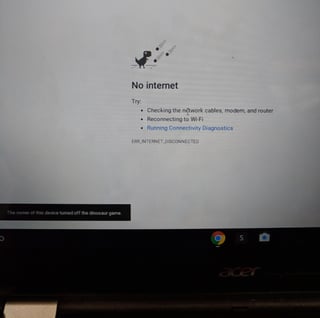 No internet
Try:
Checking the network cables, modem, and router
Reconnecting to Wi-Fi
Running Connectivity Diagnostics
ERR_INTERNET_DISCONNECTED
The owner of this device turned off the dinosaur game.
S
acer